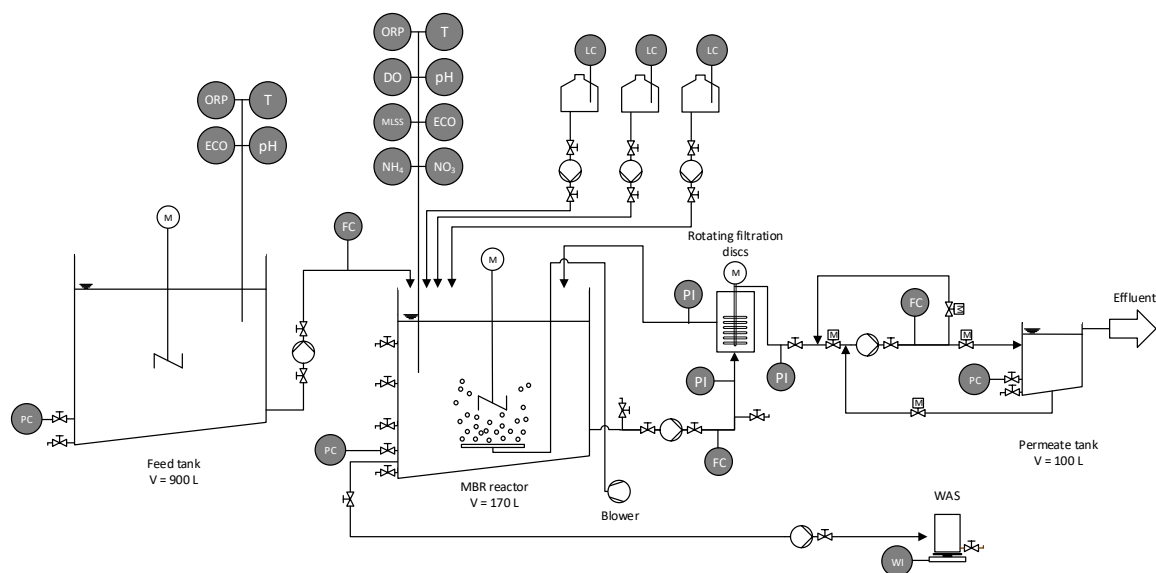 ORP T
DO pH
MLSS ECO
NH₄ NO₃
LC LC LC
ORP T
ECO pH
M
FC
M
Rotating filtration
discs
M
PI
FC
M
M
M
Effluent
PI
PI
PC
M
PC
PC
FC
Feed tank
V = 900 L
MBR reactor
V = 170 L
Blower
Permeate tank
V = 100 L
WAS
WI